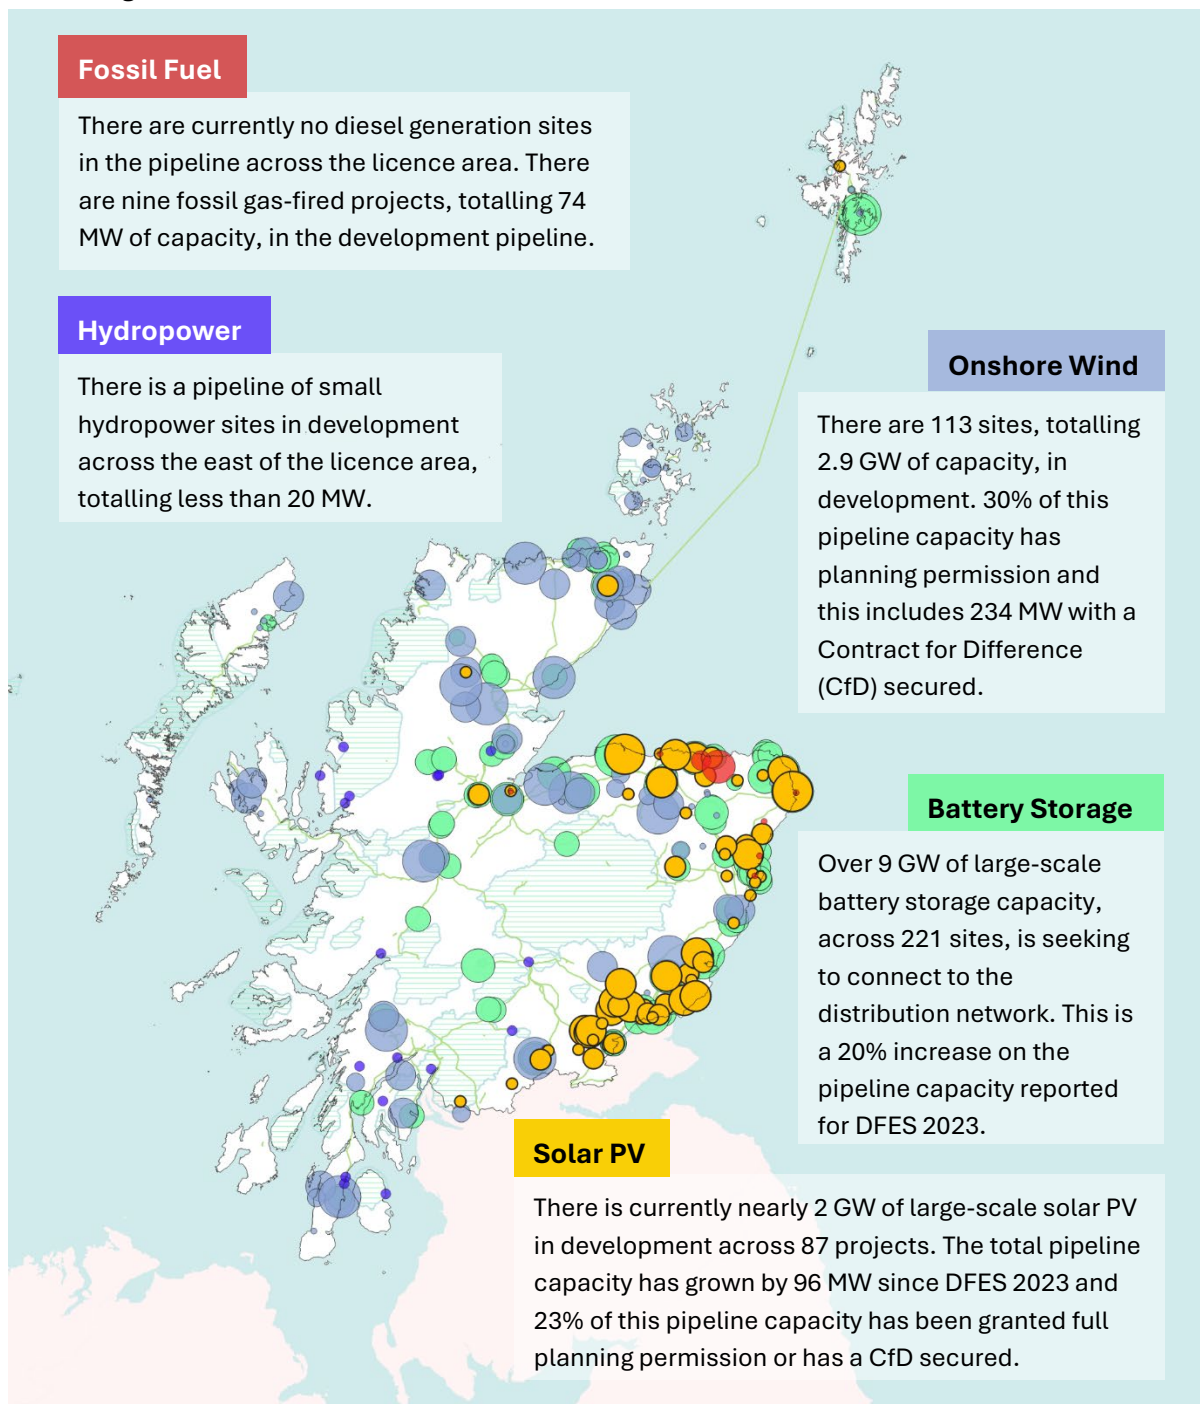 Fossil Fuel
There are currently no diesel generation sites
in the pipeline across the licence area. There
are nine fossil gas-fired projects, totalling 74
MW of capacity, in the development pipeline.
Hydropower
There is a pipeline of small
hydropower sites in development
across the east of the licence area,
totalling less than 20 MW.
Onshore Wind
There are 113 sites, totalling
2.9 GW of capacity, in
development. 30% of this
pipeline capacity has
planning permission and
this includes 234 MW with a
Contract for Difference
(CfD) secured.
Battery Storage
Over 9 GW of large-scale
battery storage capacity,
across 221 sites, is seeking
to connect to the
distribution network. This is
a 20% increase on the
pipeline capacity reported
for DFES 2023.
Solar PV
There is currently nearly 2 GW of large-scale solar PV
in development across 87 projects. The total pipeline
capacity has grown by 96 MW since DFES 2023 and
23% of this pipeline capacity has been granted full
planning permission or has a CfD secured.